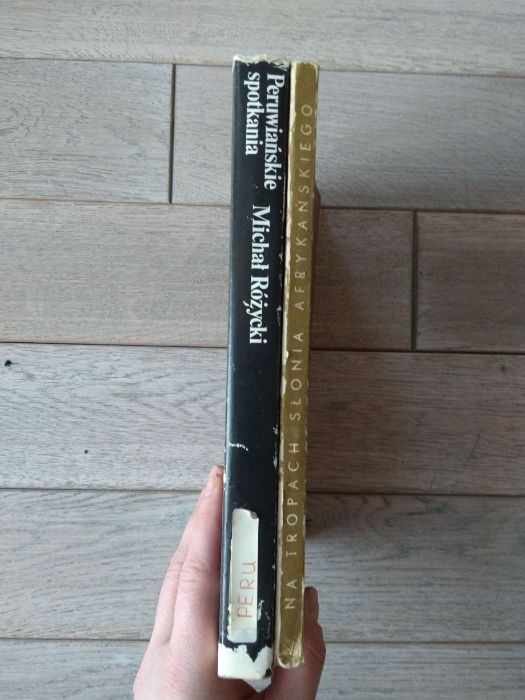 Peruwiańskie
spotkania
Michał Różycki
PERU
NA TROPACH SŁONIA AFRYKAŃSKIEGO